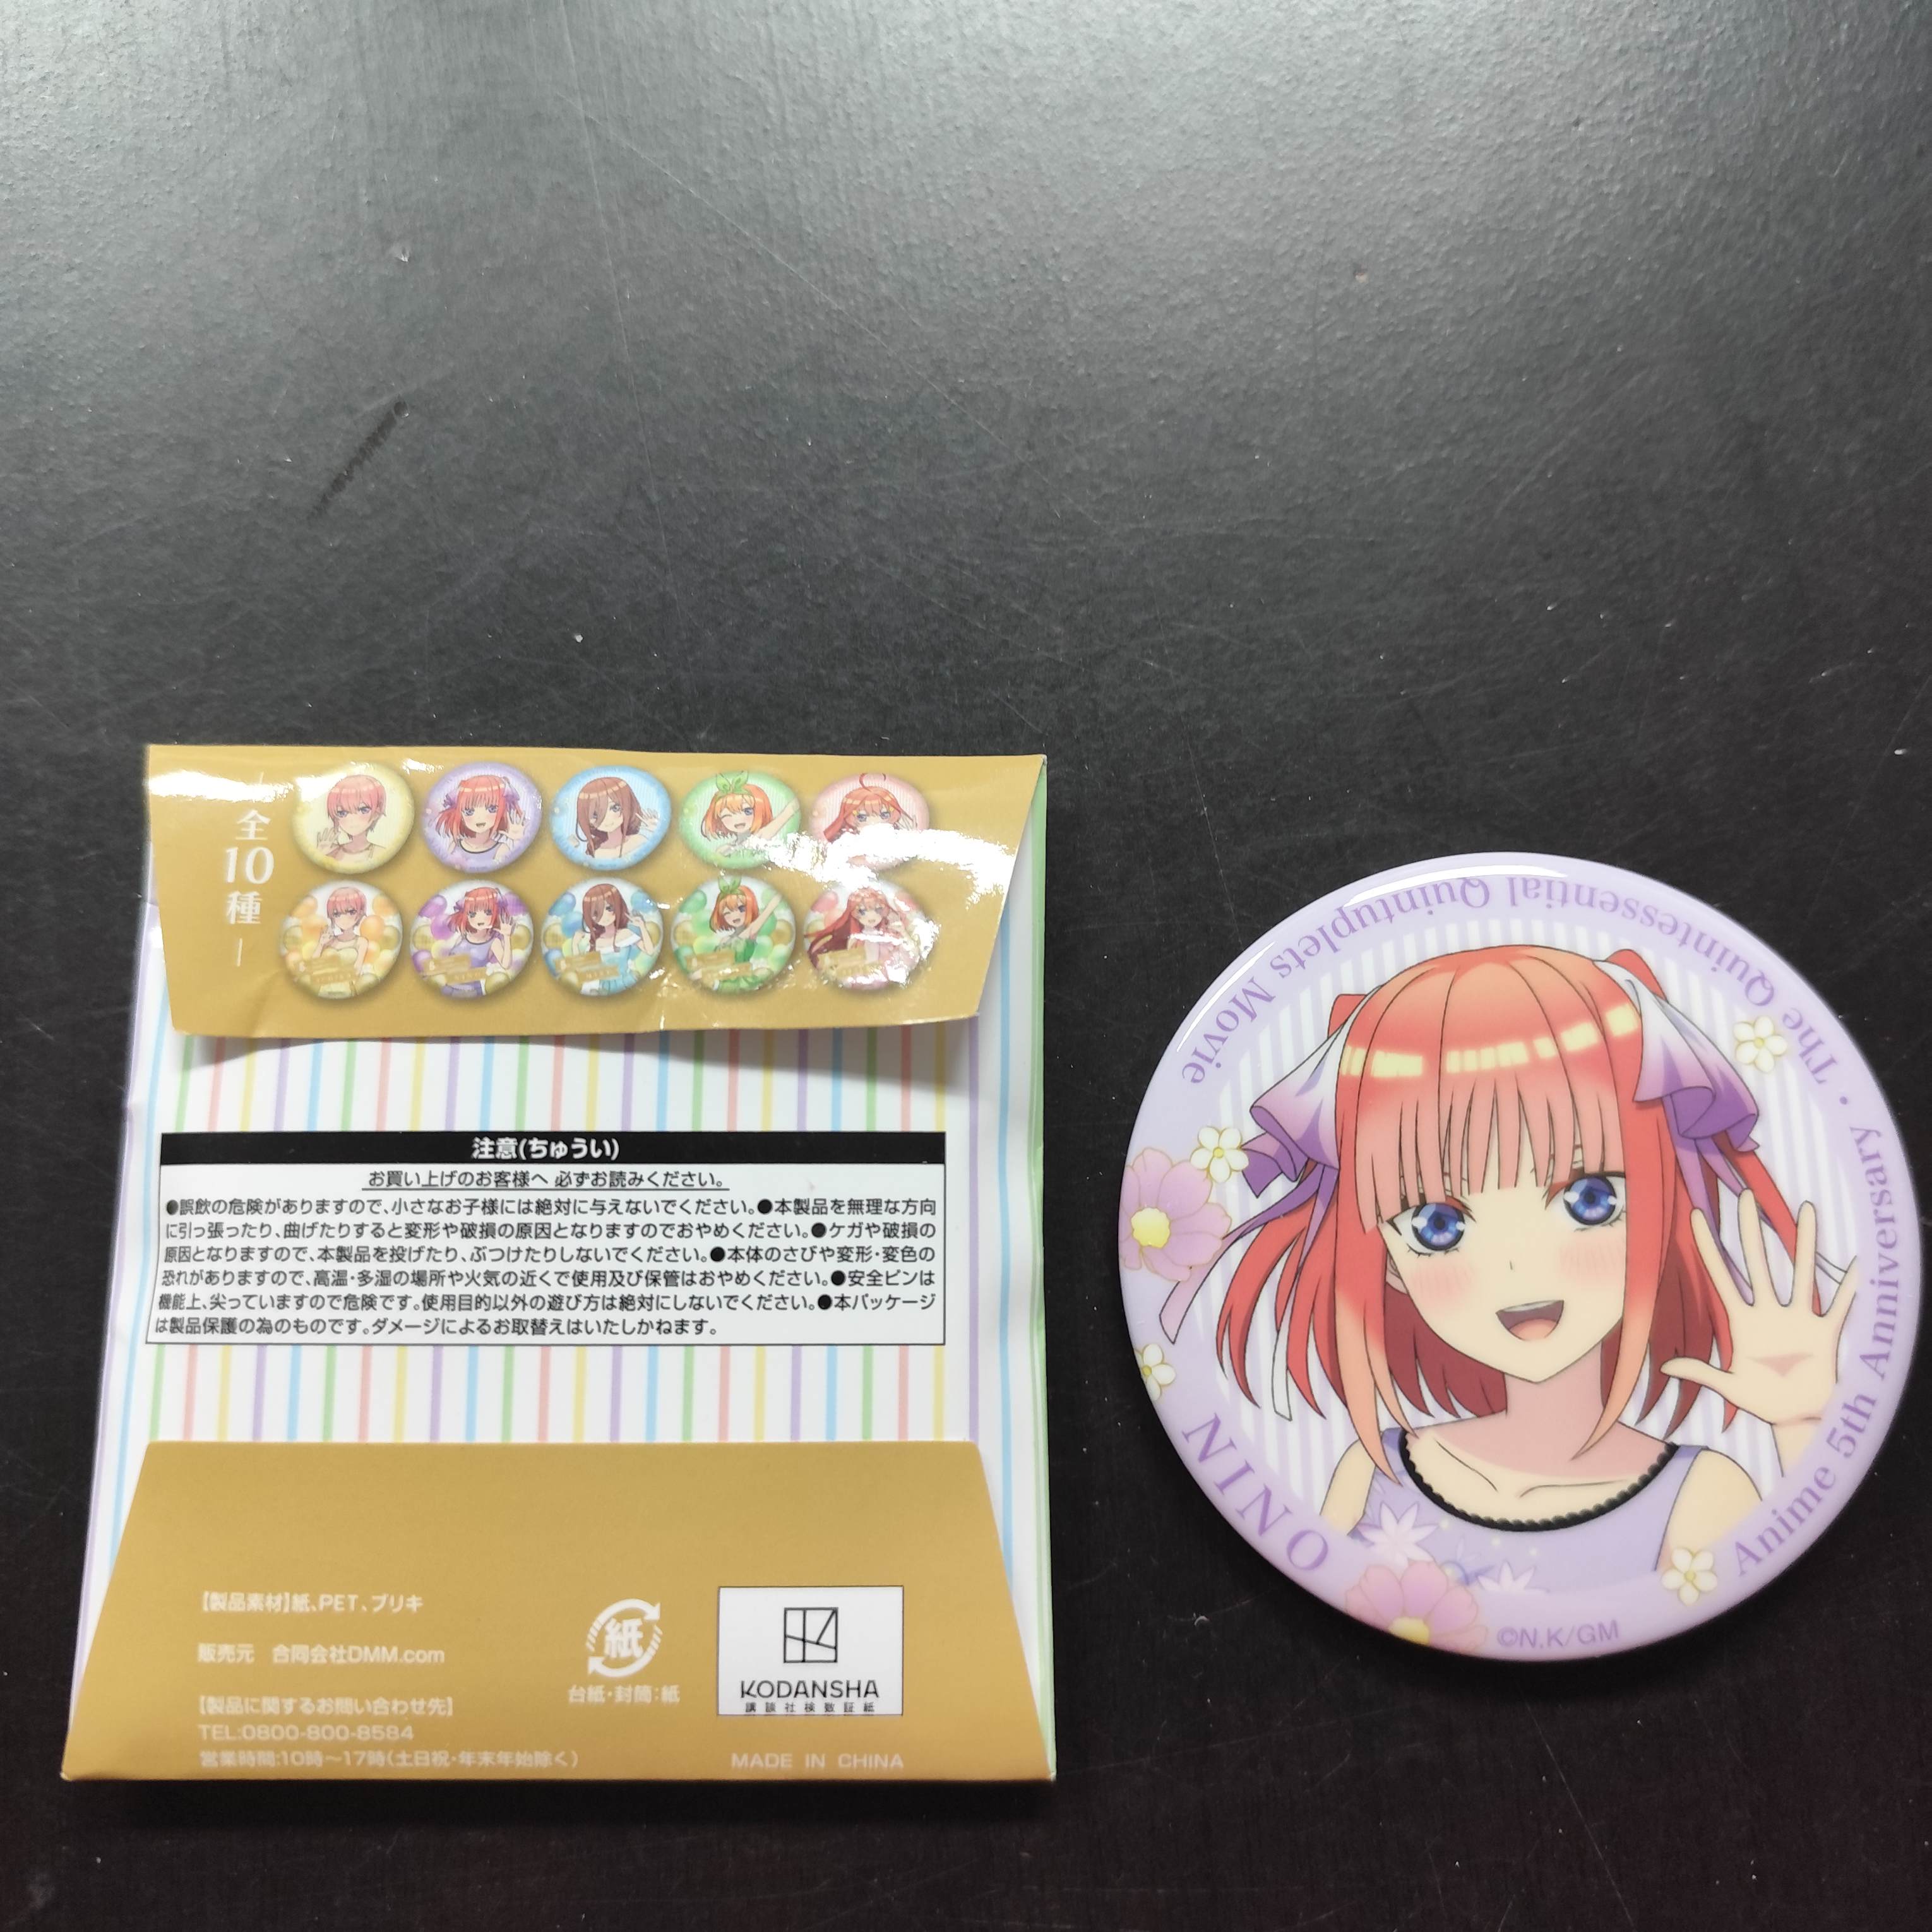 全
10
種
注意(ちゅうい)
お買い上げのお客様へ 必ずお読みください。
●誤飲の危険がありますので、小さなお子様には絶対に与えないでください。●本製品を無理な方向
に引っ張ったり、曲げたりすると変形や破損の原因となりますのでおやめください。●ケガや破損の
原因となりますので、本製品を投げたり、ぶつけたりしないでください。●本体のさびや変形・変色の
恐れがありますので、高温・多湿の場所や火気の近くで使用及び保管はおやめください。●安全ピンは
機能上、尖っていますので危険です。使用目的以外の遊び方は絶対にしないでください。●本パッケージ
は製品保護の為のものです。ダメージによるお取替えはいたしかねます。
【製品素材】紙、PET、ブリキ
販売元 合同会社DMM.com
【製品に関するお問い合わせ先】
TEL:0800-800-8584
営業時間:10時〜17時(土日祝・年末年始除く)
紙
台紙・封筒:紙
KODANSHA
講談社検数証紙
MADE IN CHINA
NINO
Anime 5th Anniversary • The Quintessential Quintuplets Movie
©N.K/GM